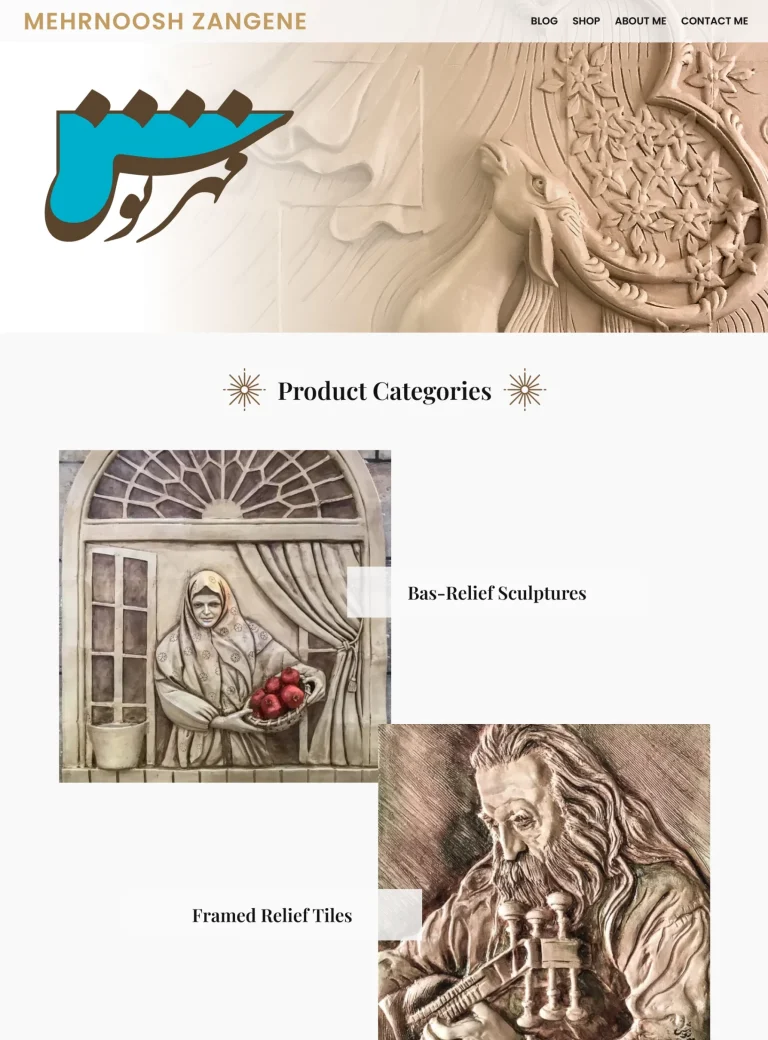 MEHRNOOSH ZANGENE
BLOG SHOP ABOUT ME CONTACT ME
مهرنوش
Product Categories
Bas-Relief Sculptures
Framed Relief Tiles